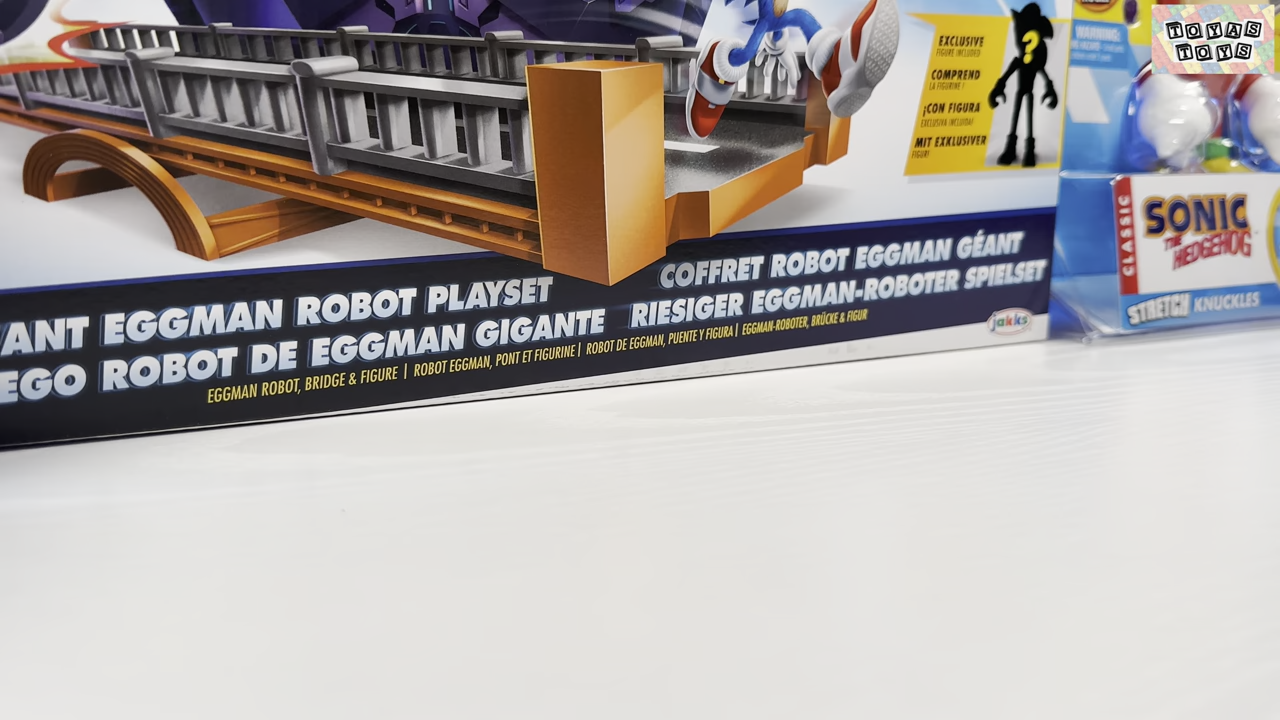 EXCLUSIVE
FIGURE INCLUDED
COMPREND
LA FIGURINE !
¡CON FIGURA
EXCLUSIVA INCLUIDA!
MIT EXKLUSIVER
FIGUR!
?
WARNING:
TOYAS
TOYS
CLASSIC
SONIC
THE
HEDGEHOG
STRETCH KNUCKLES
ANT EGGMAN ROBOT PLAYSET
COFFRET ROBOT EGGMAN GÉANT
EGO ROBOT DE EGGMAN GIGANTE
RIESIGER EGGMAN-ROBOTER SPIELSET
EGGMAN ROBOT, BRIDGE & FIGURE | ROBOT EGGMAN, PONT ET FIGURINE | ROBOT DE EGGMAN, PUENTE Y FIGURA | EGGMAN-ROBOTER, BRÜCKE & FIGUR
jakks